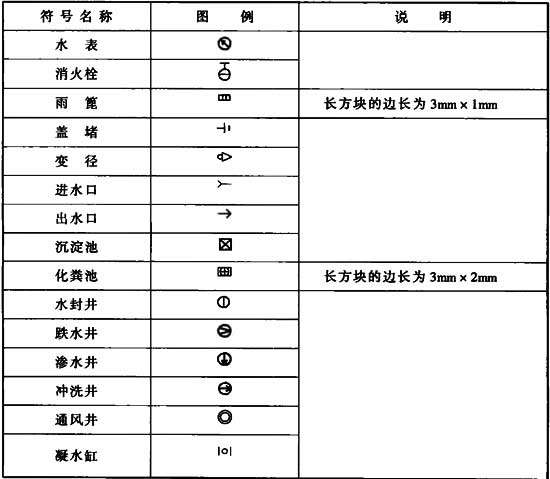 符号名称 图 例 说 明
水 表
消火栓
雨 篦 长方块的边长为 3mm × 1mm
盖 堵
变 径
进水口
出水口
沉淀池
化粪池 长方块的边长为 3mm × 2mm
水封井
跌水井
渗水井
冲洗井
通风井
凝水缸